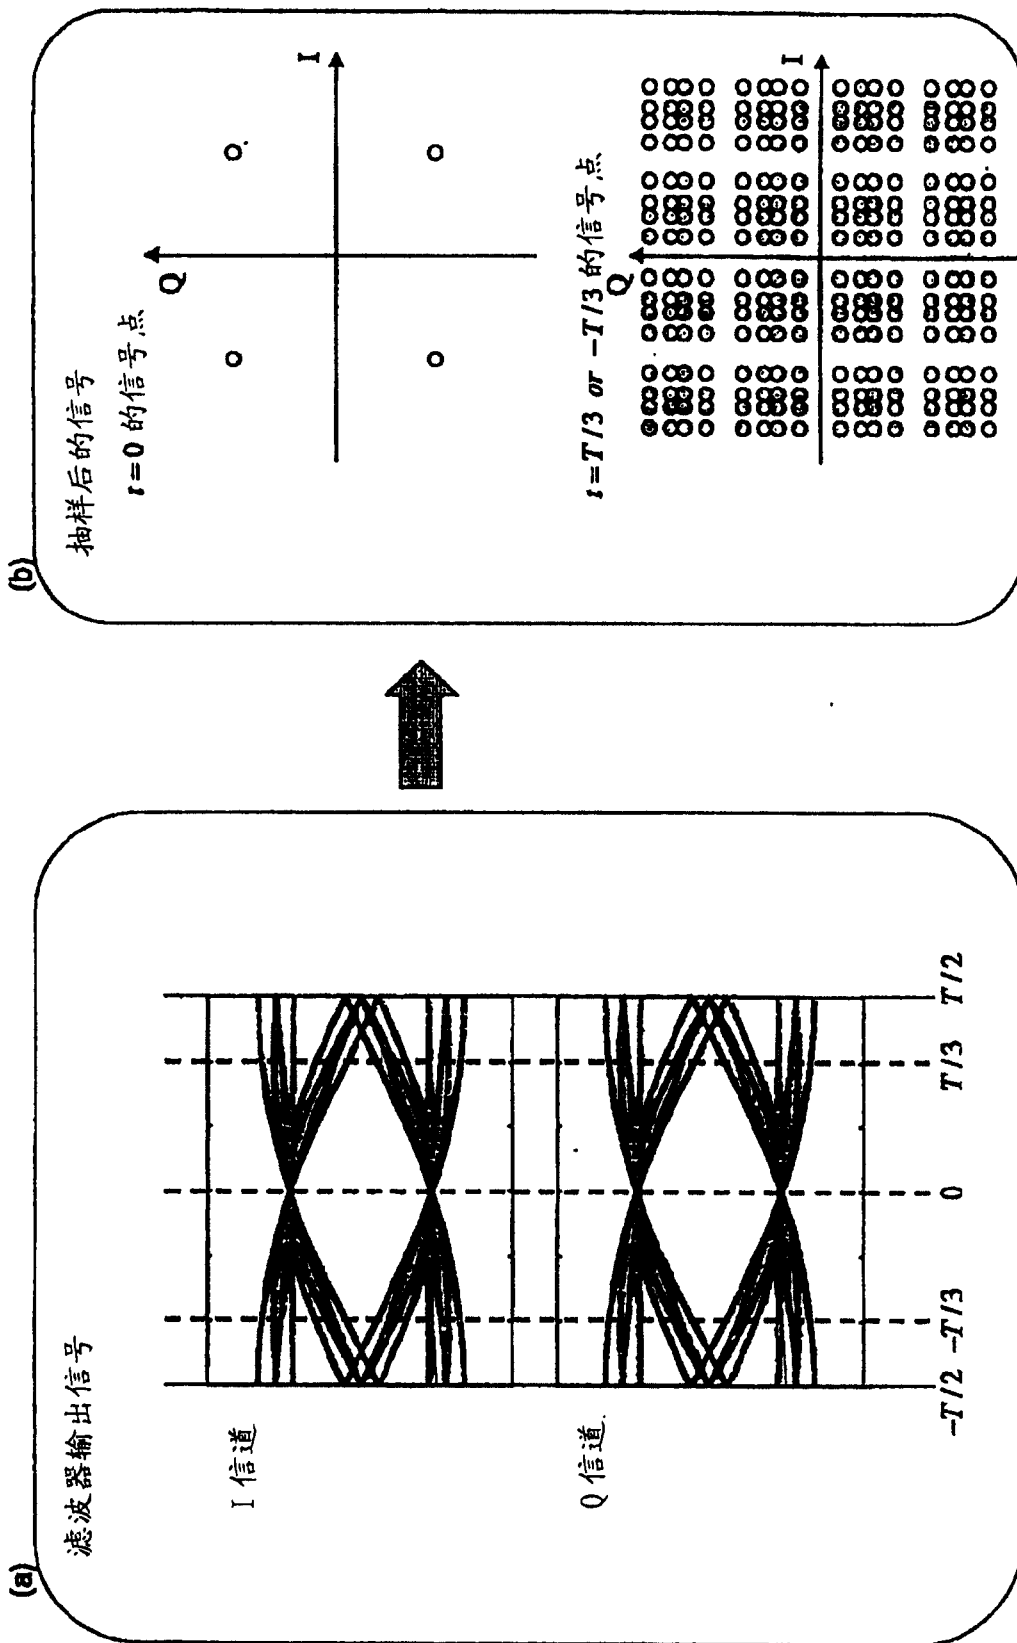 (a)
滤波器输出信号
I 信道
Q 信道
-T/2 -T/3 0 T/3 T/2
(b)
抽样后的信号
t=0 的信号点
Q
I
t=T/3 or -T/3 的信号点
Q
I